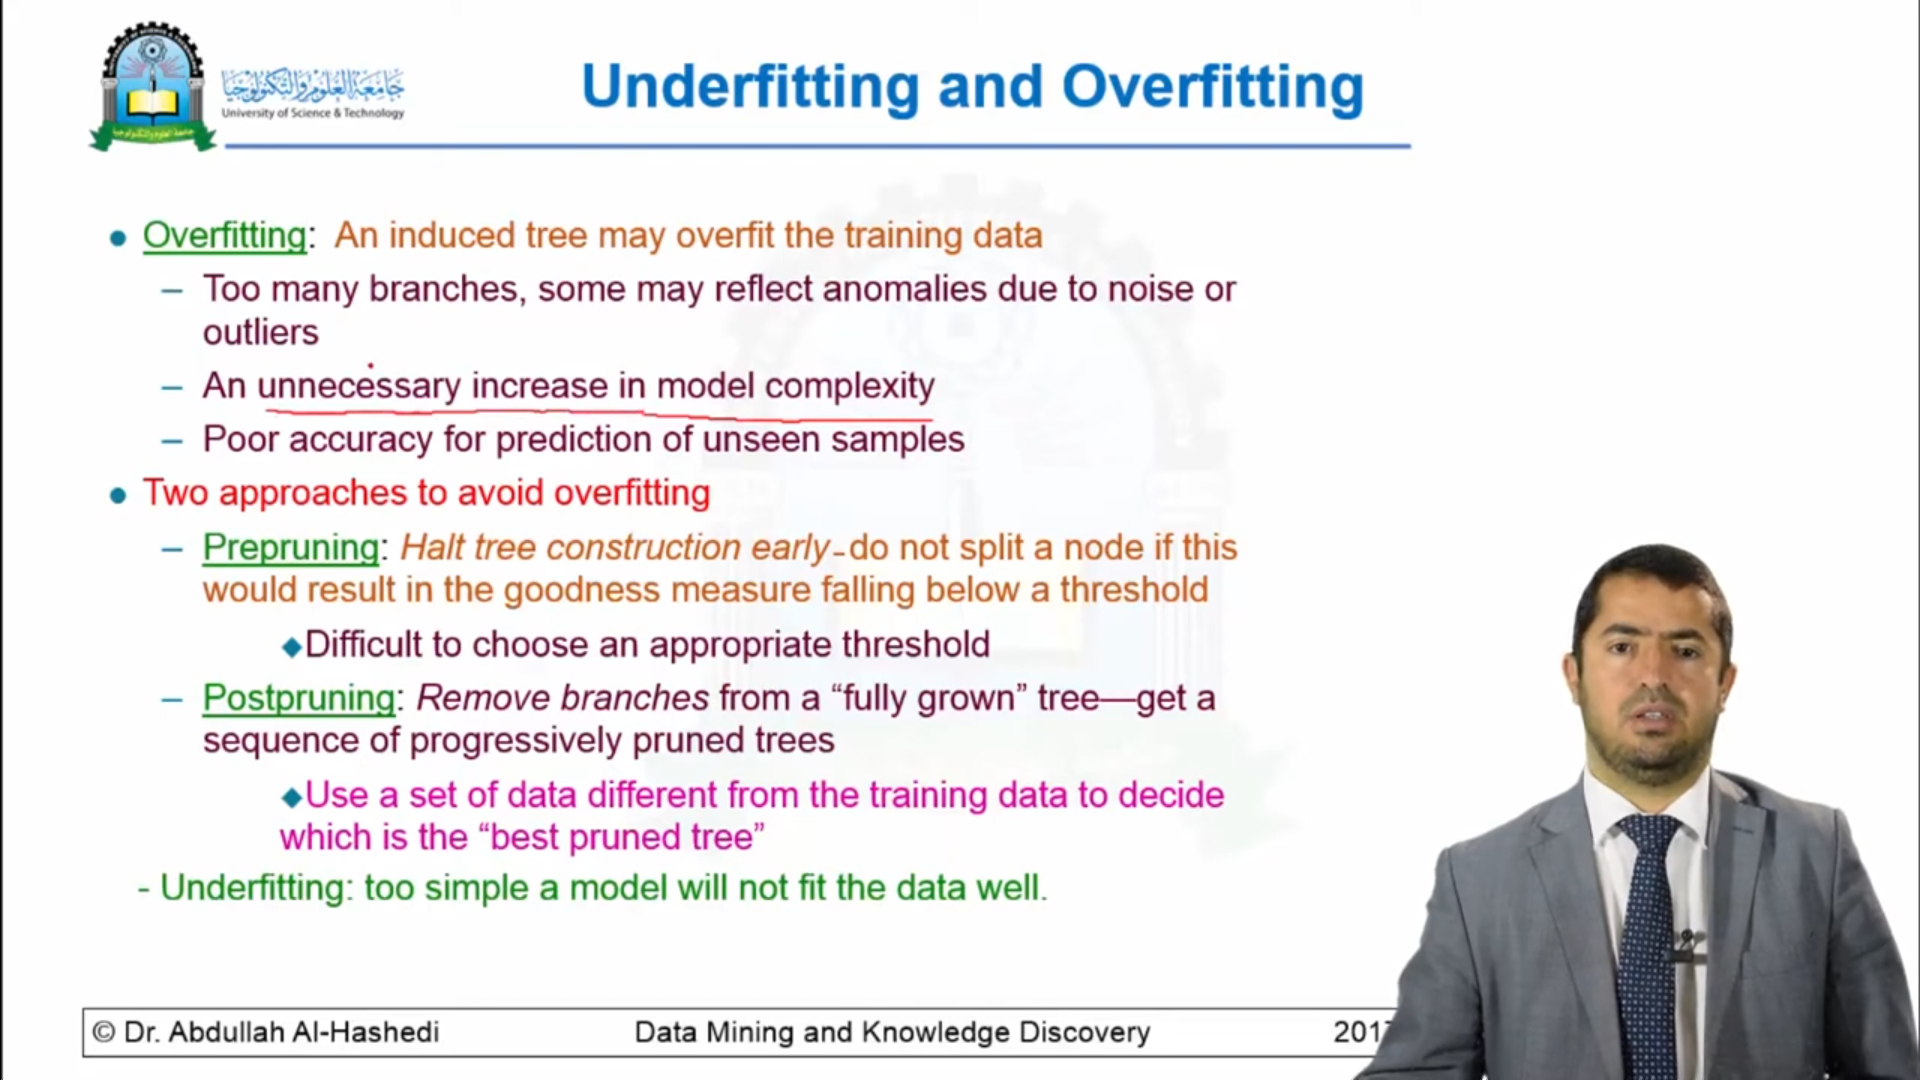 جامعة العلوم والتكنولوجيا
University of Science & Technology
Underfitting and Overfitting
• Overfitting: An induced tree may overfit the training data
– Too many branches, some may reflect anomalies due to noise or
outliers
– An unnecessary increase in model complexity
– Poor accuracy for prediction of unseen samples
• Two approaches to avoid overfitting
– Prepruning: Halt tree construction early-do not split a node if this
would result in the goodness measure falling below a threshold
◆Difficult to choose an appropriate threshold
– Postpruning: Remove branches from a “fully grown” tree—get a
sequence of progressively pruned trees
◆Use a set of data different from the training data to decide
which is the “best pruned tree”
- Underfitting: too simple a model will not fit the data well.
© Dr. Abdullah Al-Hashedi Data Mining and Knowledge Discovery 2017